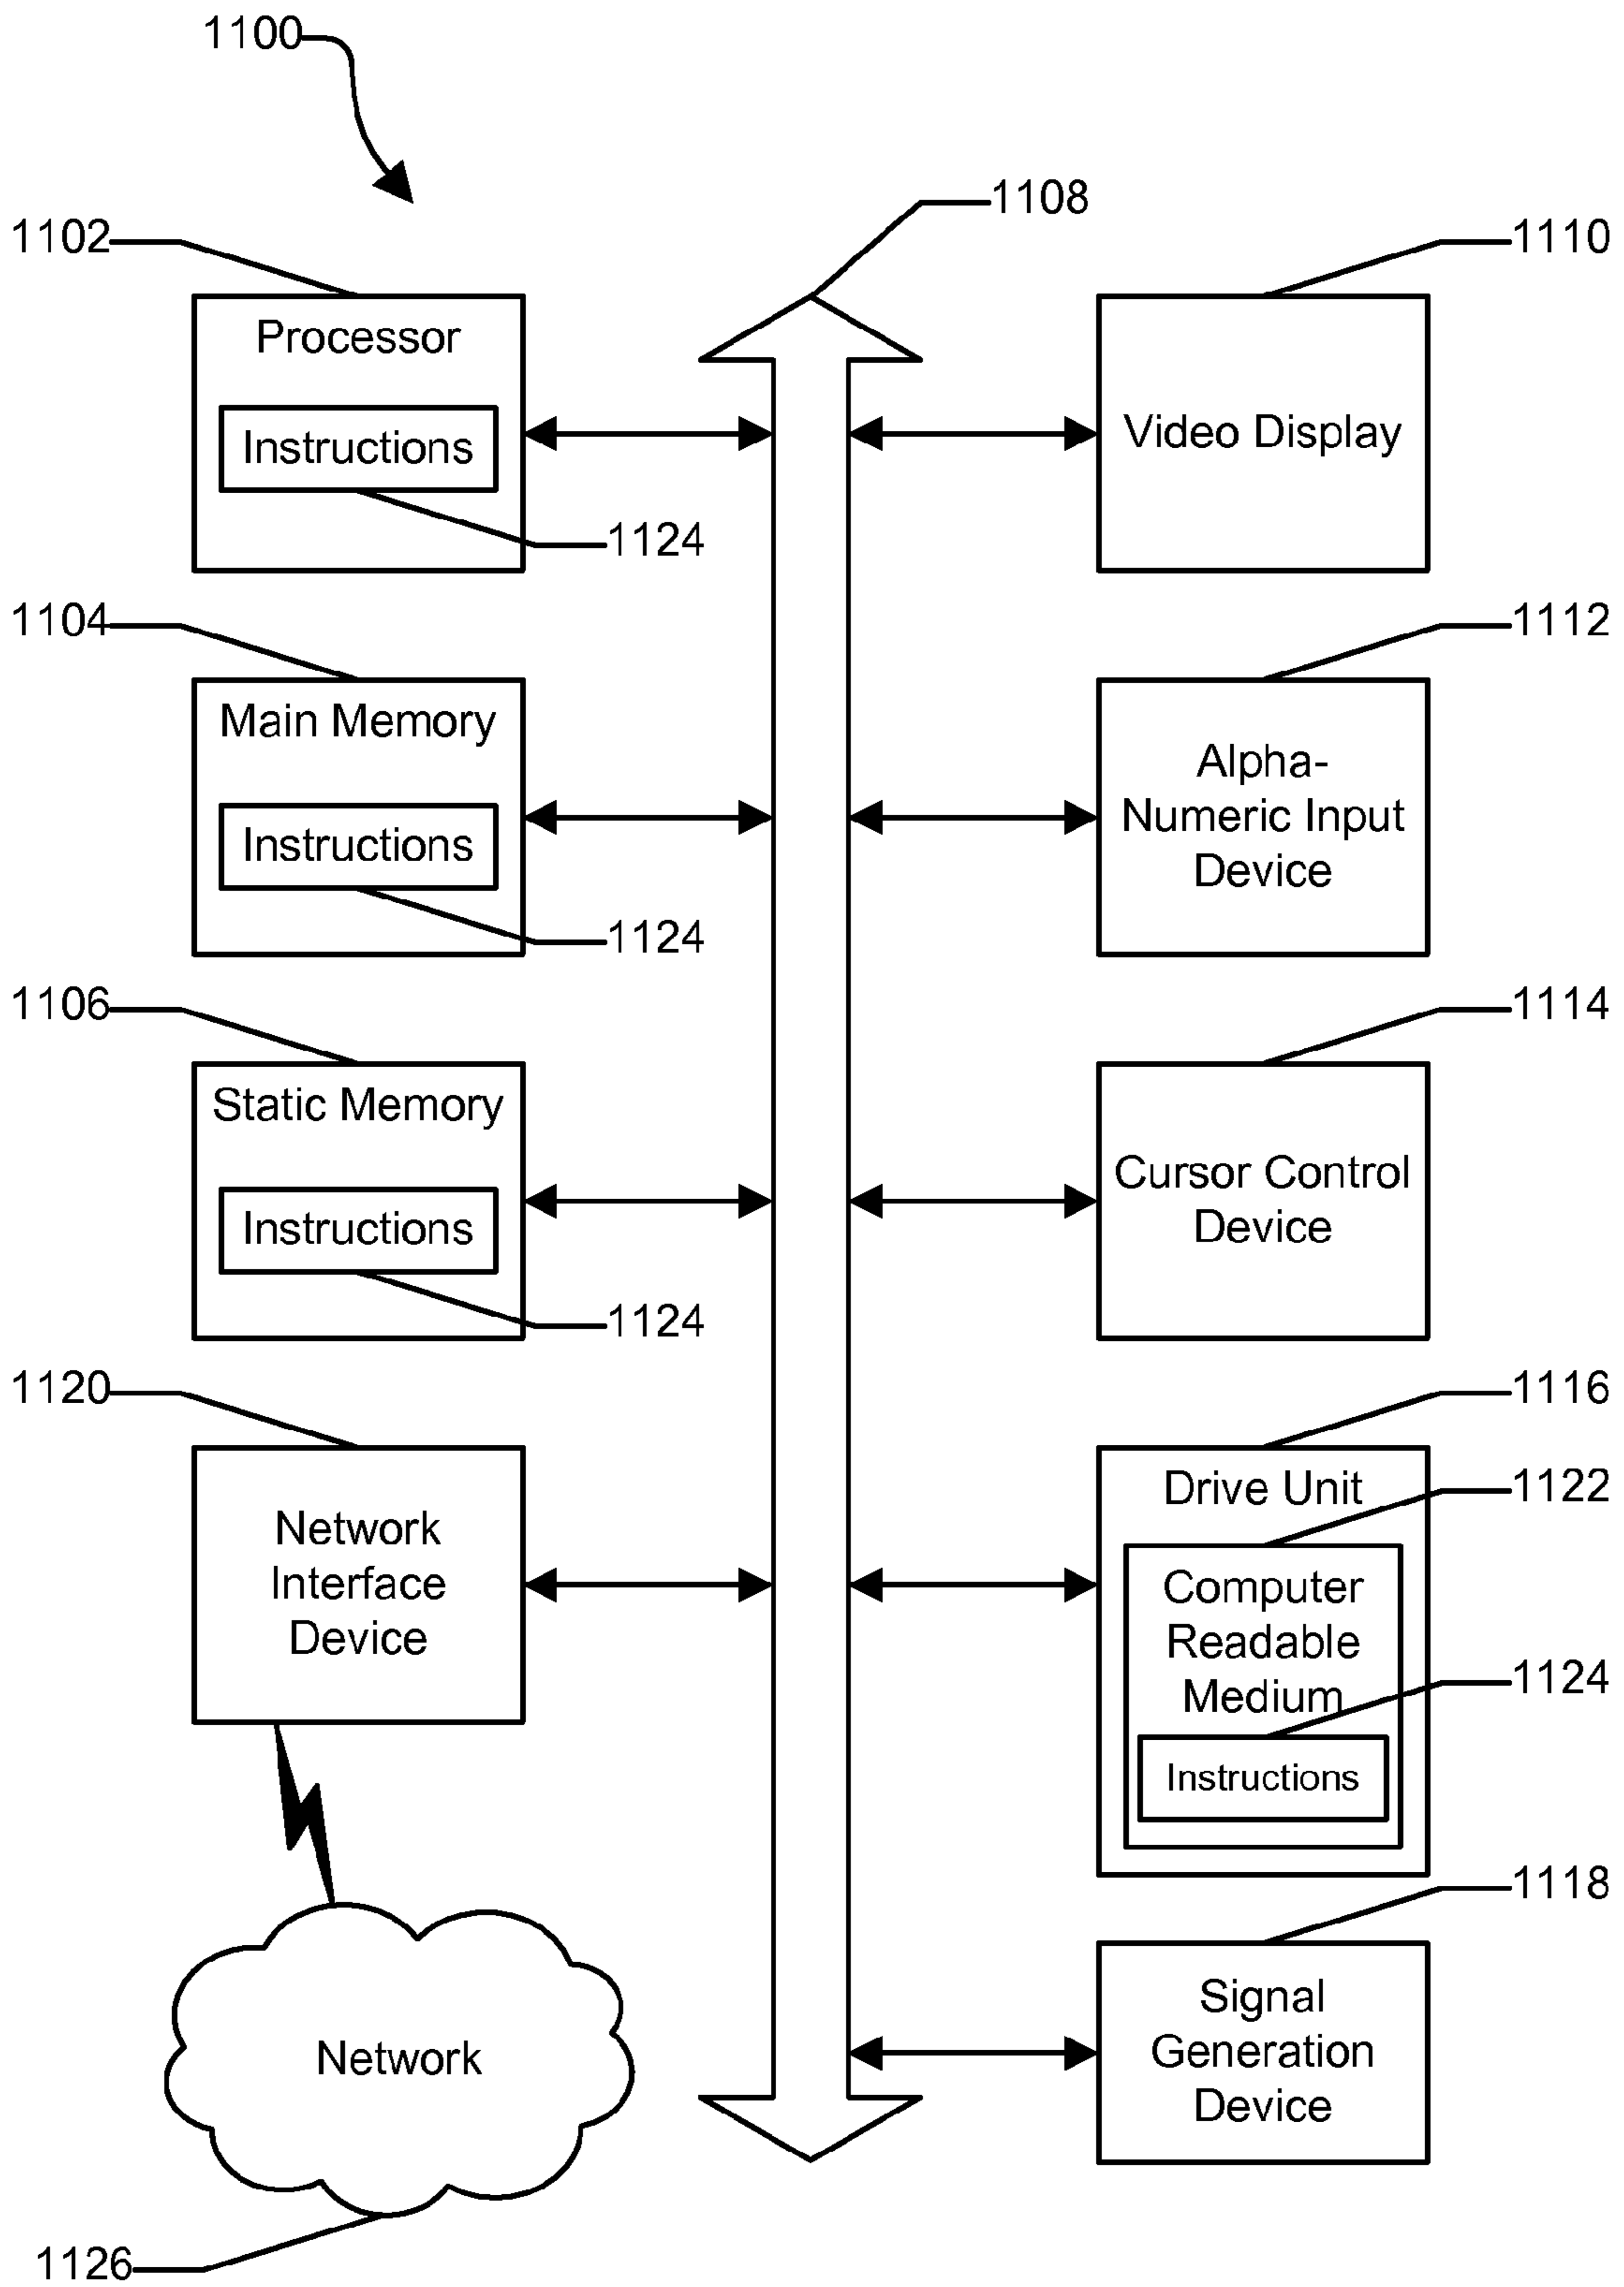 1100
1108
1102
1110
Processor
Instructions
1124
Video Display
1104
1112
Main Memory
Instructions
1124
Alpha-
Numeric Input
Device
1106
1114
Static Memory
Instructions
1124
Cursor Control
Device
1120
1116
Network
Interface
Device
Drive Unit
1122
Computer
Readable
Medium
1124
Instructions
1118
Network
Signal
Generation
Device
1126